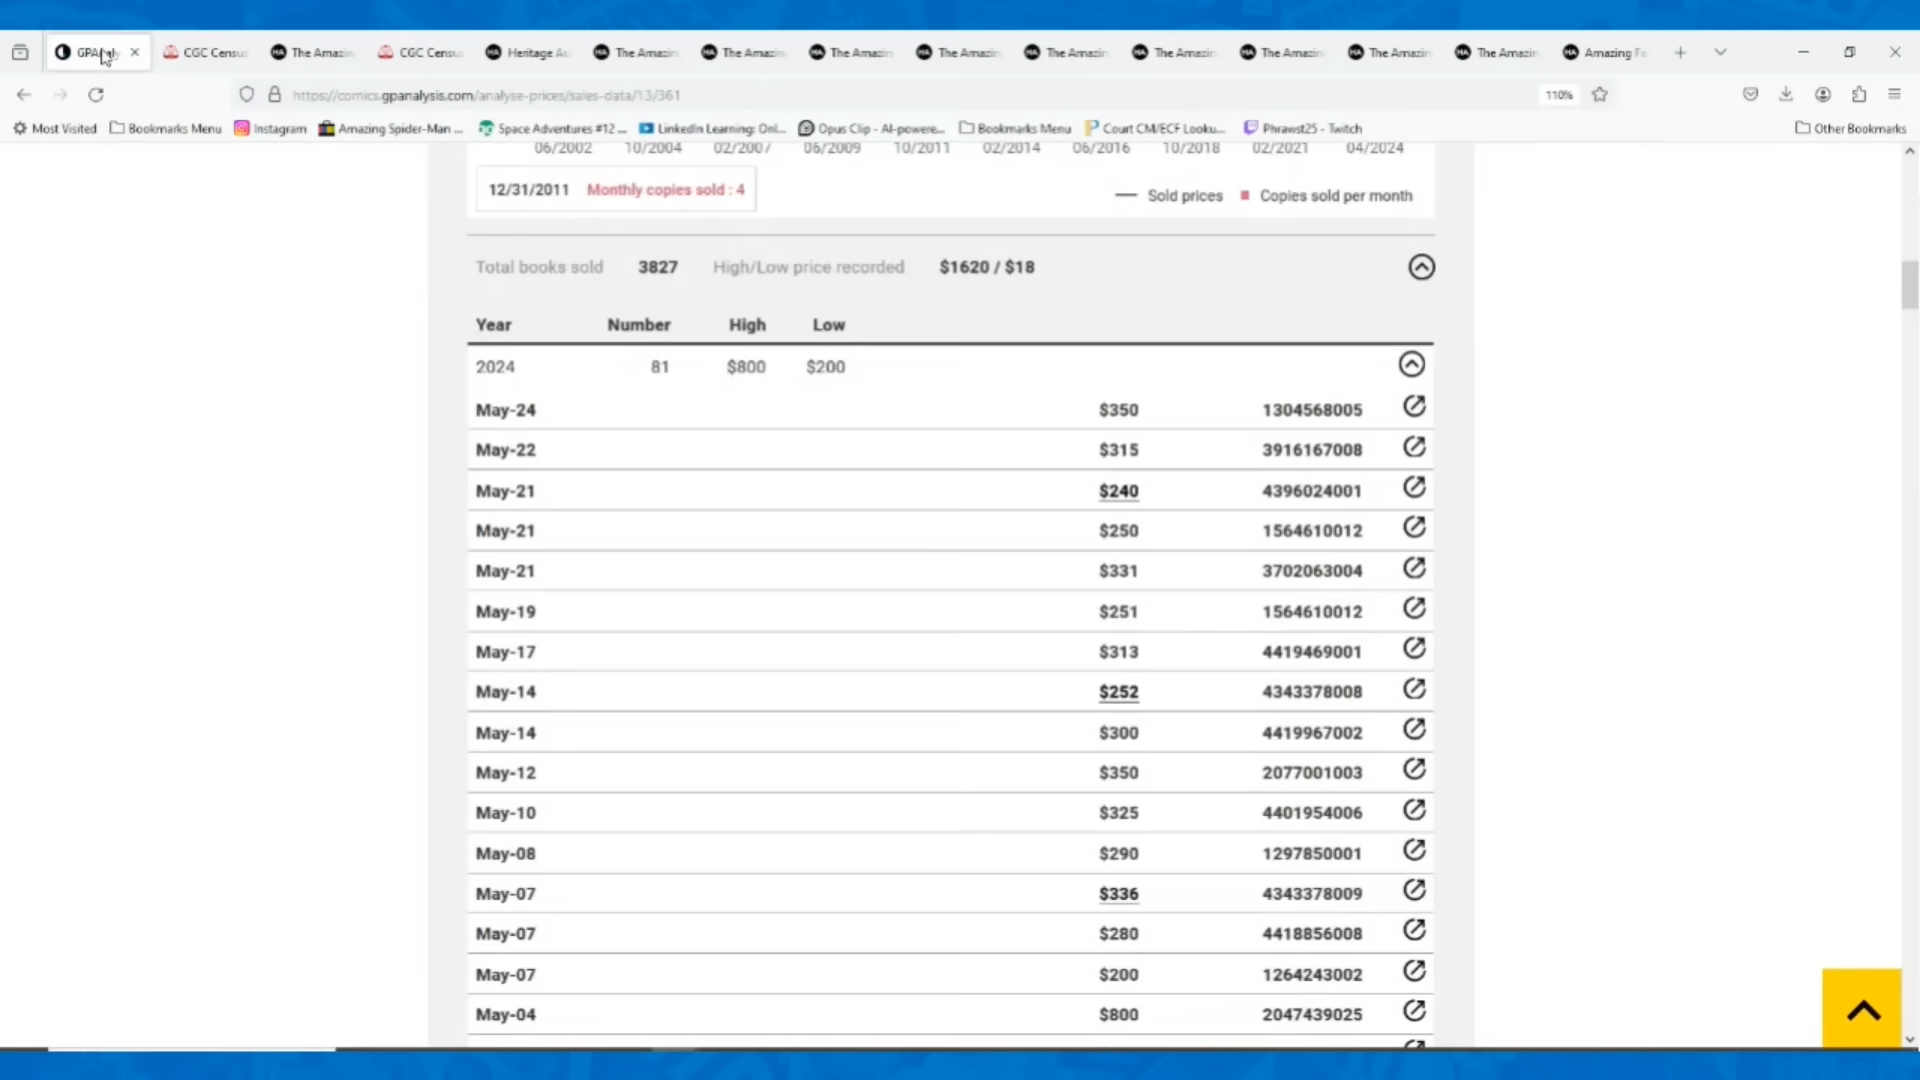 GPAnaly CGC Censu The Amazin CGC Censu Heritage Au The Amazin The Amazin The Amazin The Amazin The Amazin The Amazin The Amazin The Amazin The Amazin Amazing Fa
https://comics.gpanalysis.com/analyse-prices/sales-data/13/361 110%
Most Visited Bookmarks Menu Instagram Amazing Spider-Man ... Space Adventures #12 ... LinkedIn Learning: Onl... Opus Clip - AI-powere... Bookmarks Menu Court CM/ECF Looku... Phrawst25 - Twitch Other Bookmarks
06/2002 10/2004 02/2007 06/2009 10/2011 02/2014 06/2016 10/2018 02/2021 04/2024
12/31/2011 Monthly copies sold : 4 Sold prices Copies sold per month
Total books sold 3827 High/Low price recorded $1620 / $18
Year Number High Low
2024 81 $800 $200
May-24 $350 1304568005
May-22 $315 3916167008
May-21 $240 4396024001
May-21 $250 1564610012
May-21 $331 3702063004
May-19 $251 1564610012
May-17 $313 4419469001
May-14 $252 4343378008
May-14 $300 4419967002
May-12 $350 2077001003
May-10 $325 4401954006
May-08 $290 1297850001
May-07 $336 4343378009
May-07 $280 4418856008
May-07 $200 1264243002
May-04 $800 2047439025